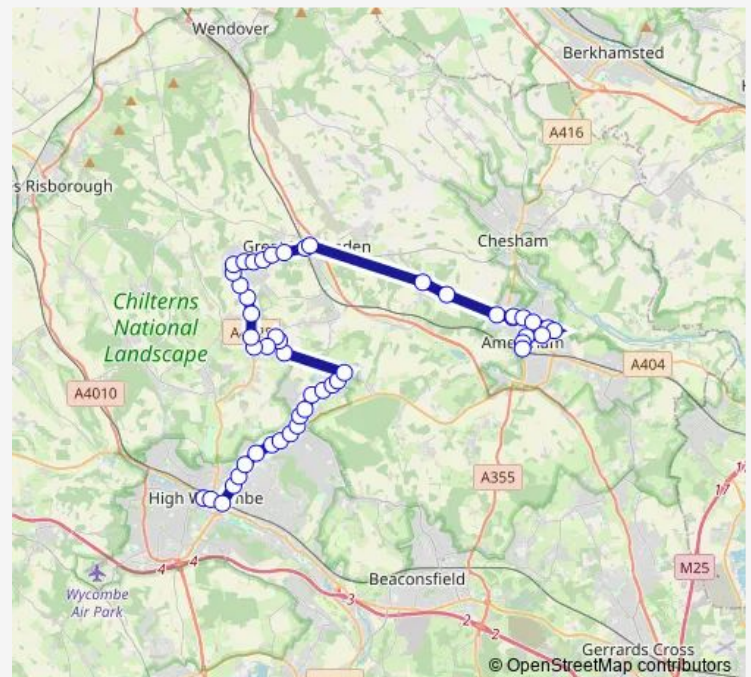 Wendover
Berkhamsted
A416
s Risborough
Chesham
Chilterns
National
Landscape
A404
A4010
A355
High
M25
17
4
4
Beaconsfield
3
Wycombe
Air Park
2
2
Gerrards Cross
© OpenStreetMap contributors